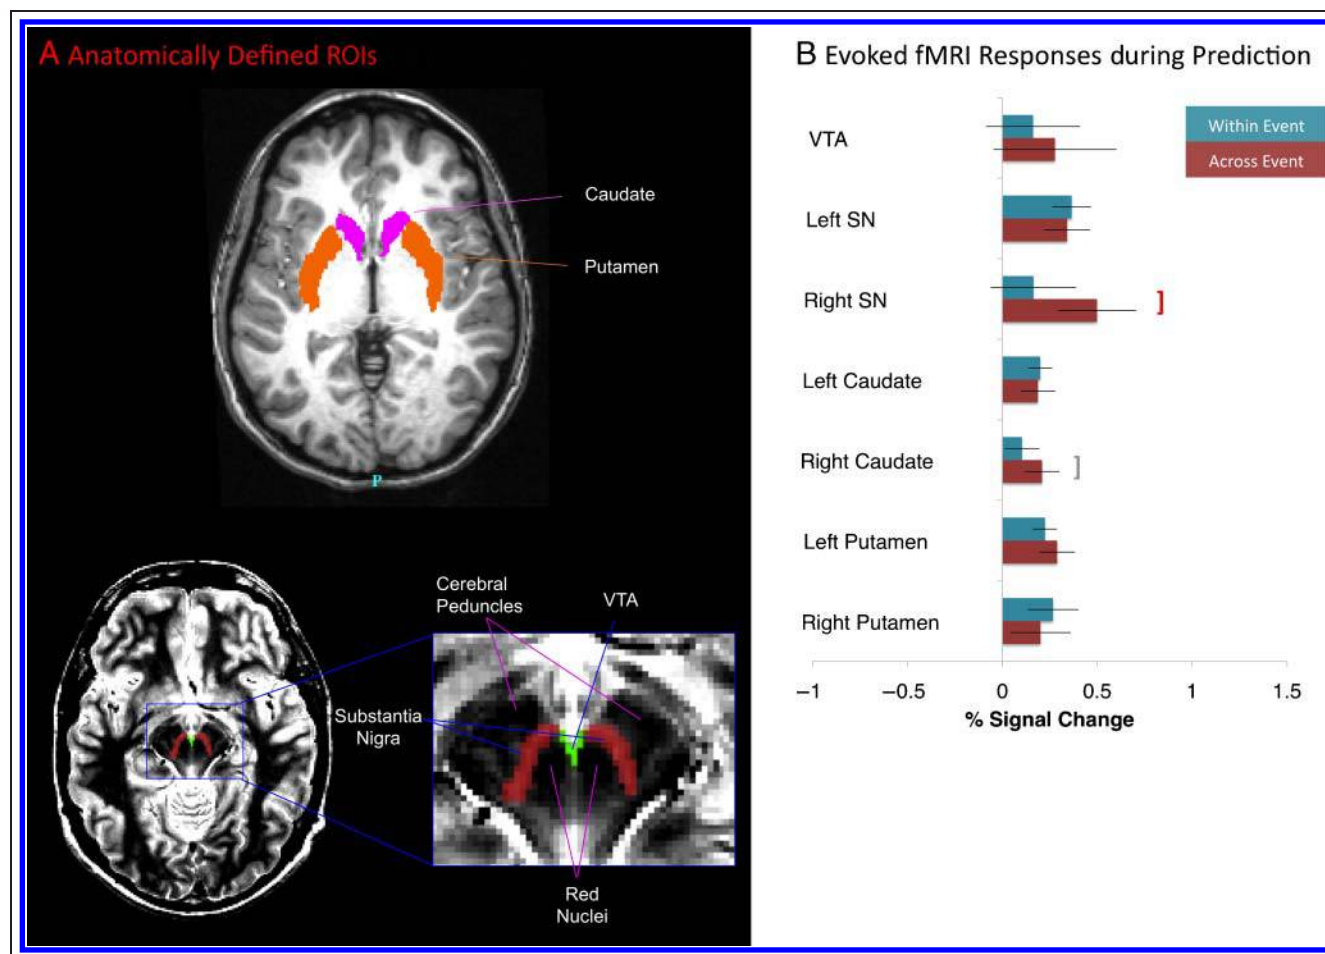 A Anatomically Defined ROIs
Caudate
Putamen
P
Cerebral
Peduncles
VTA
Substantia
Nigra
Red
Nuclei
B Evoked fMRI Responses during Prediction
Within Event
Across Event
VTA
Left SN
Right SN
]
Left Caudate
Right Caudate
]
Left Putamen
Right Putamen
−1
−0.5
0
0.5
1
1.5
% Signal Change